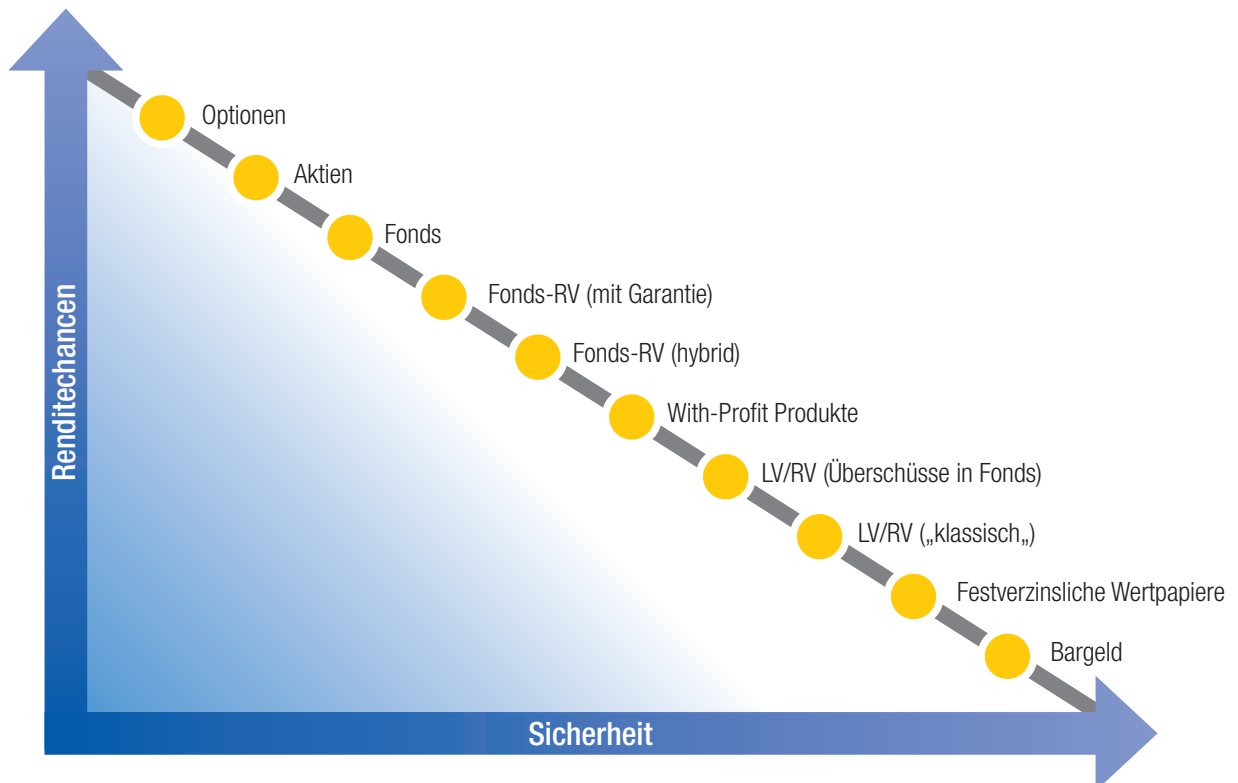 Optionen
Aktien
Fonds
Fonds-RV (mit Garantie)
Fonds-RV (hybrid)
With-Profit Produkte
LV/RV (Überschüsse in Fonds)
LV/RV („klassisch„)
Festverzinsliche Wertpapiere
Bargeld
Renditechancen
Sicherheit